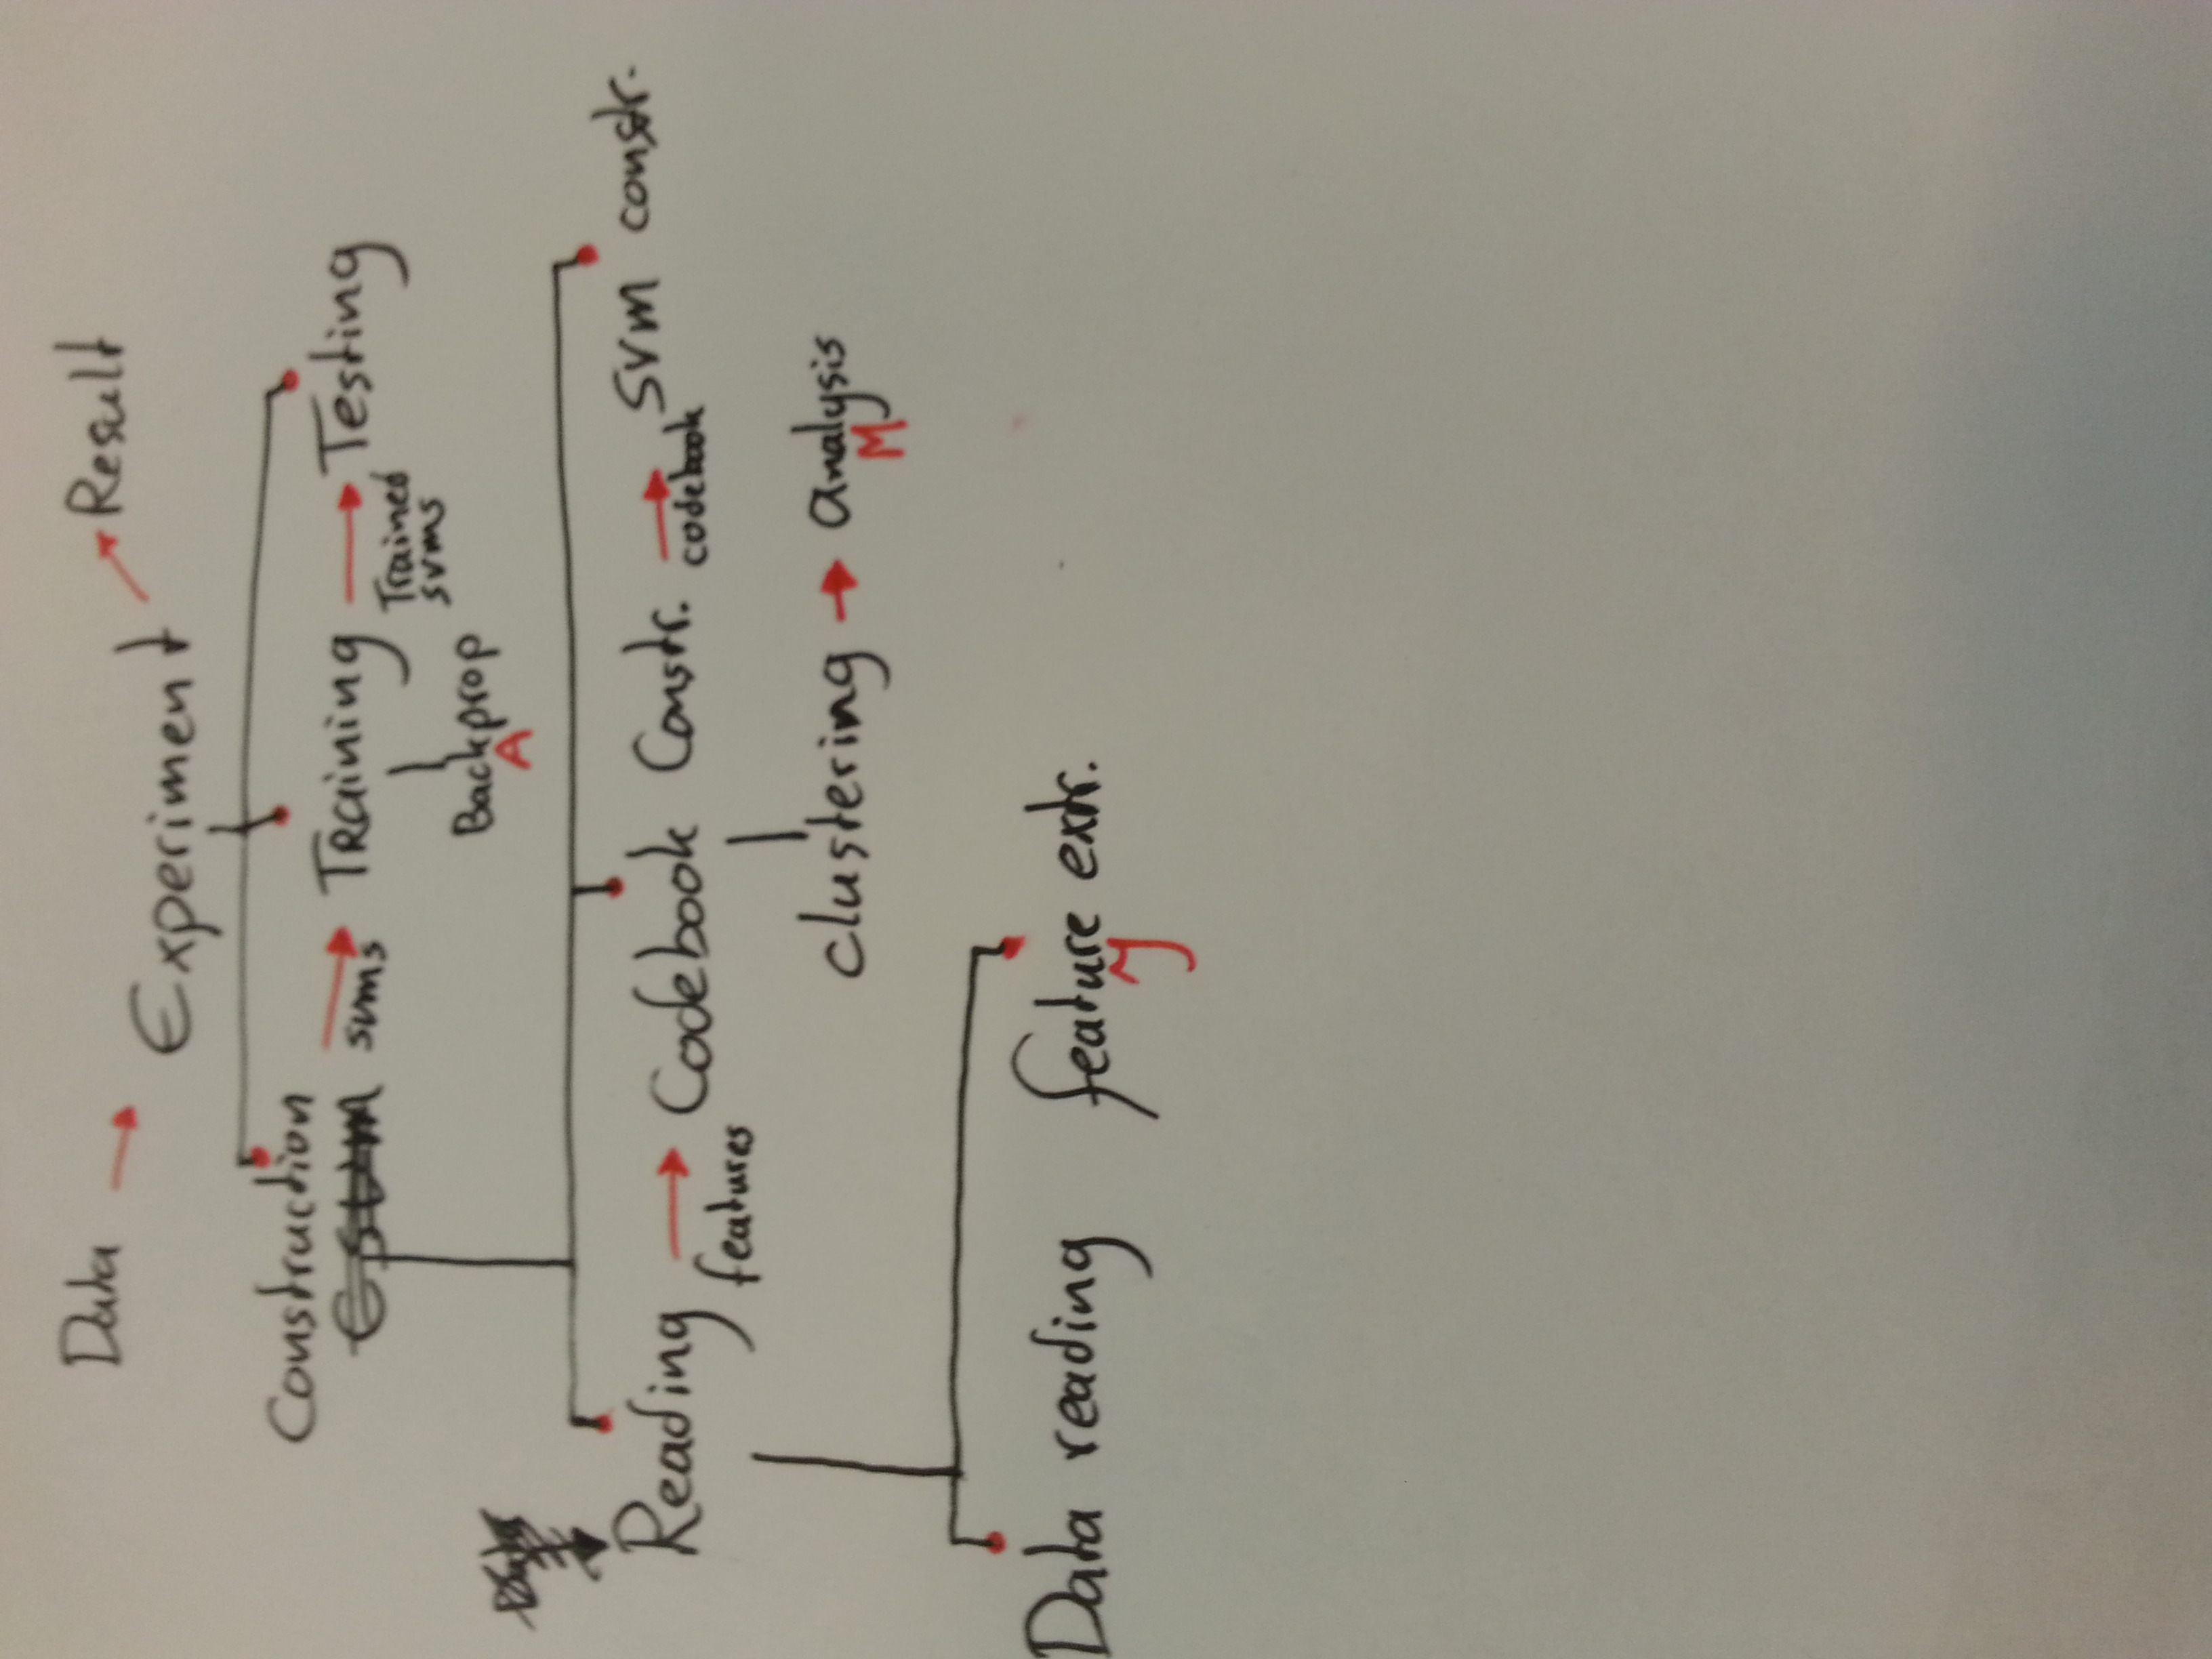 Data
Experiment
Result
Construction
svms
Training
Trained
svms
Testing
Backprop
A
Reading
features
Codebook Constr.
codebook
SVM constr.
clustering
analysis
M
Data reading
feature extr.